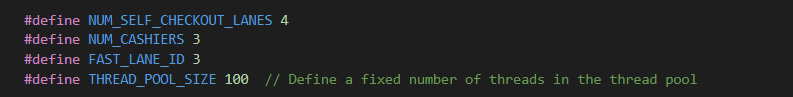 #define NUM_SELF_CHECKOUT_LANES 4
#define NUM_CASHIERS 3
#define FAST_LANE_ID 3
#define THREAD_POOL_SIZE 100  // Define a fixed number of threads in the thread pool